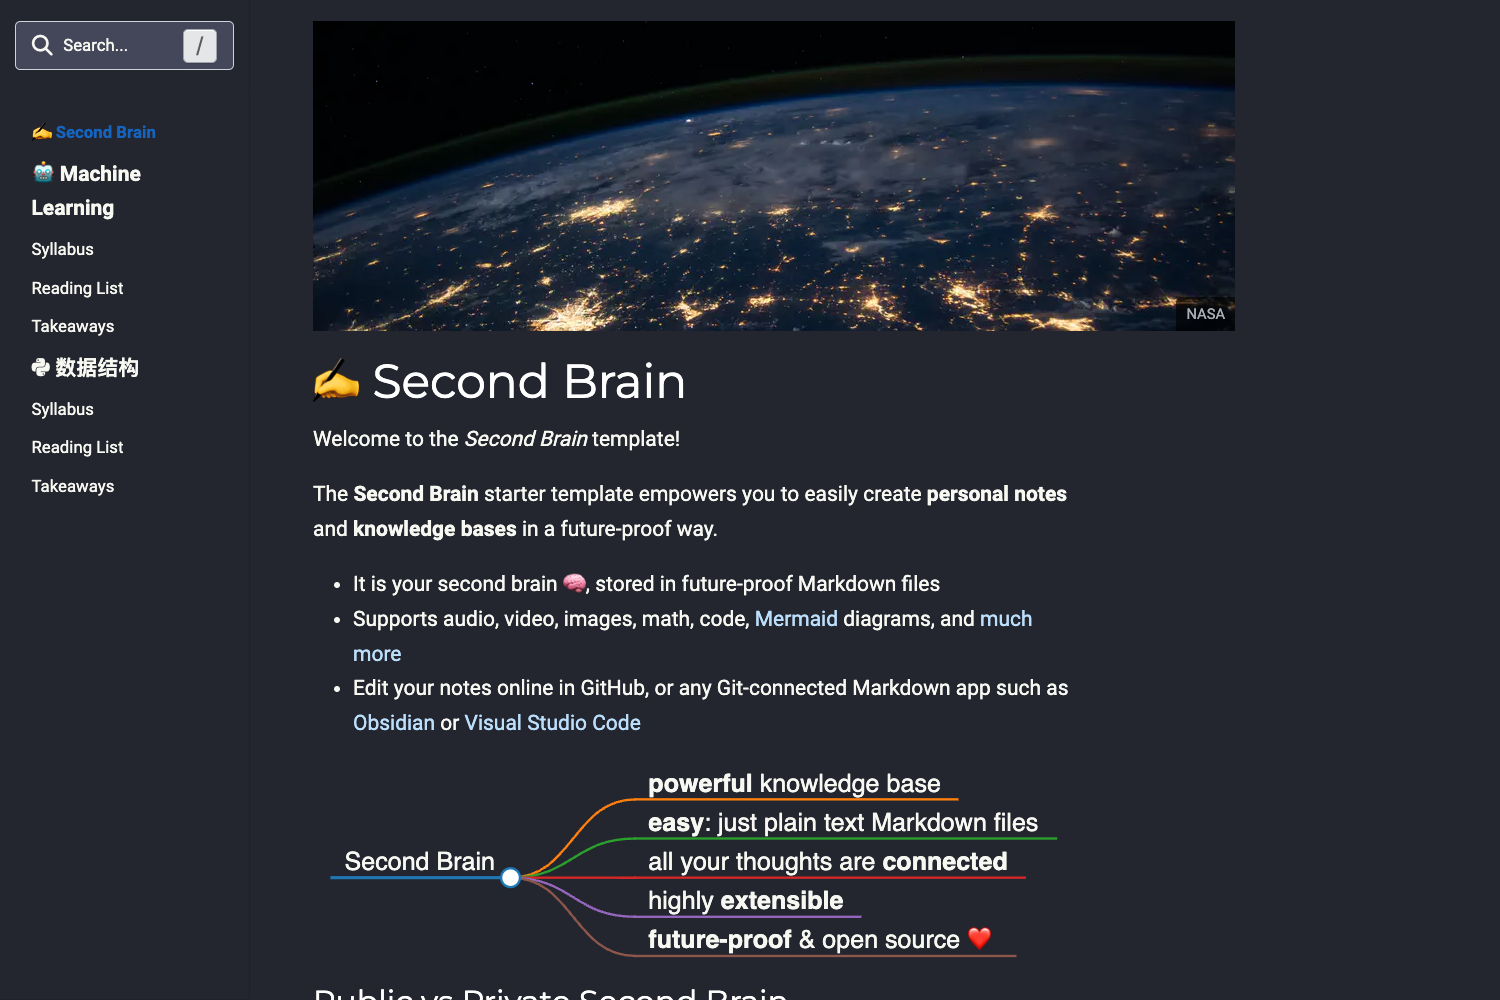 Search...
/
✍️ Second Brain
🤖 Machine
Learning
Syllabus
Reading List
Takeaways
数据结构
Syllabus
Reading List
Takeaways
NASA
✍️ Second Brain
Welcome to the Second Brain template!
The Second Brain starter template empowers you to easily create personal notes
and knowledge bases in a future-proof way.
• It is your second brain 🧠, stored in future-proof Markdown files
• Supports audio, video, images, math, code, Mermaid diagrams, and much
more
• Edit your notes online in GitHub, or any Git-connected Markdown app such as
Obsidian or Visual Studio Code
Second Brain
powerful knowledge base
easy: just plain text Markdown files
all your thoughts are connected
highly extensible
future-proof & open source ❤️
Public vs Private Second Brain